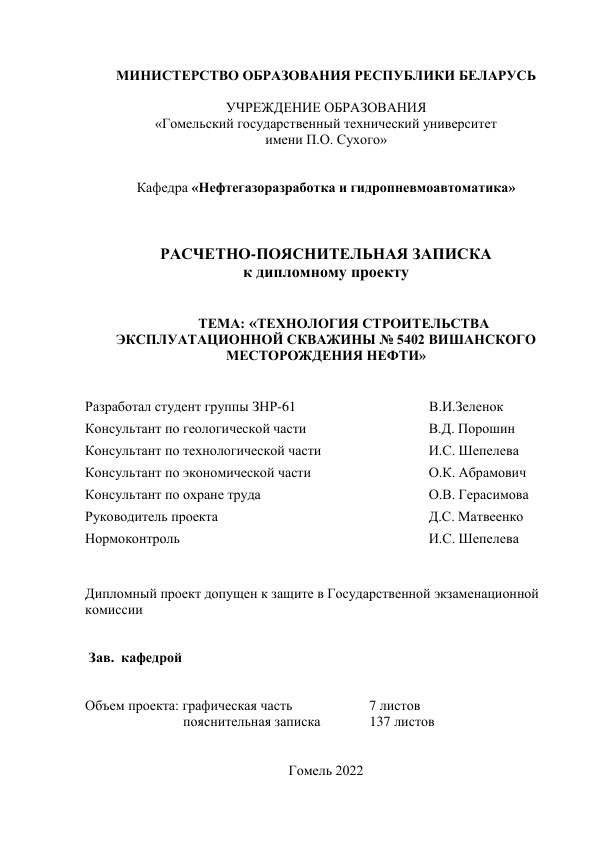 МИНИСТЕРСТВО ОБРАЗОВАНИЯ РЕСПУБЛИКИ БЕЛАРУСЬ
УЧРЕЖДЕНИЕ ОБРАЗОВАНИЯ
«Гомельский государственный технический университет
имени П.О. Сухого»
Кафедра «Нефтегазоразработка и гидропневмоавтоматика»
РАСЧЕТНО-ПОЯСНИТЕЛЬНАЯ ЗАПИСКА
к дипломному проекту
ТЕМА: «ТЕХНОЛОГИЯ СТРОИТЕЛЬСТВА
ЭКСПЛУАТАЦИОННОЙ СКВАЖИНЫ № 5402 ВИШАНСКОГО
МЕСТОРОЖДЕНИЯ НЕФТИ»
Разработал студент группы ЗНР-61 В.И.Зеленок
Консультант по геологической части В.Д. Порошин
Консультант по технологической части И.С. Шепелева
Консультант по экономической части О.К. Абрамович
Консультант по охране труда О.В. Герасимова
Руководитель проекта Д.С. Матвеенко
Нормоконтроль И.С. Шепелева
Дипломный проект допущен к защите в Государственной экзаменационной
комиссии
Зав. кафедрой
Объем проекта: графическая часть 7 листов
пояснительная записка 137 листов
Гомель 2022